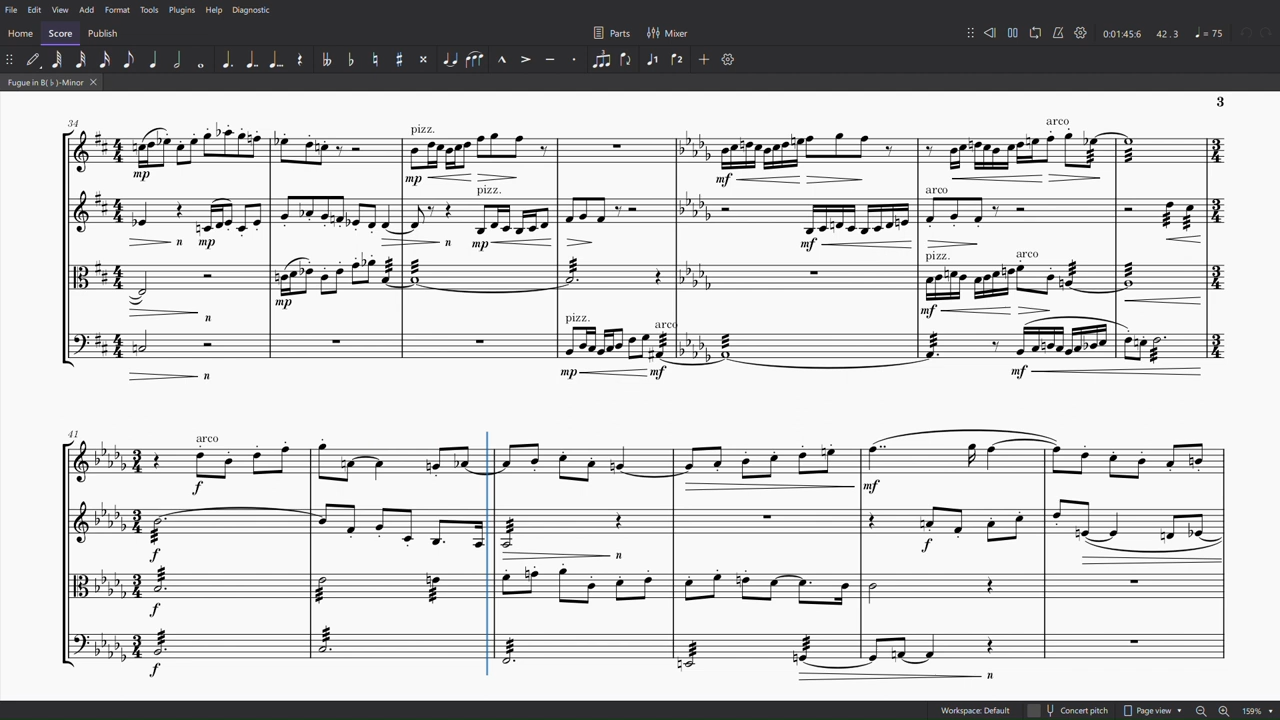 File Edit View Add Format Tools Plugins Help Diagnostic
Home Score Publish Parts Mixer 0:01:45:6 42.3 = 75
Fugue in B(♭)-Minor
3
34
pizz. arco
mp mp mf
pizz. arco
n mp n mp mf
pizz. arco
n mp mf
pizz. arco
n mp mf mf
41
arco
f mf
f n f
f
f n
Workspace: Default Concert pitch Page view 159%